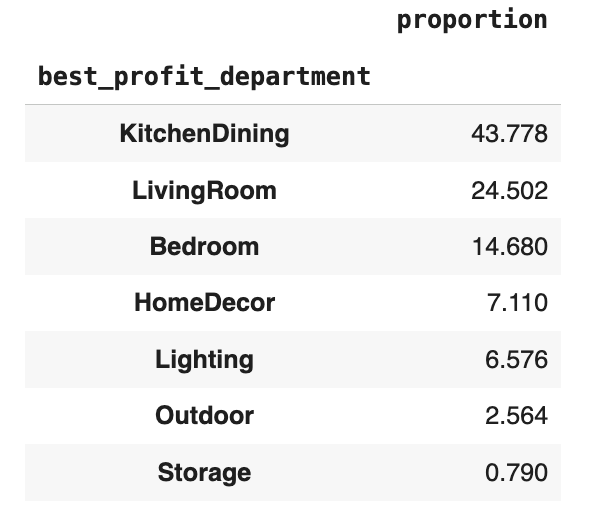 proportion
best_profit_department
KitchenDining 43.778
LivingRoom 24.502
Bedroom 14.680
HomeDecor 7.110
Lighting 6.576
Outdoor 2.564
Storage 0.790